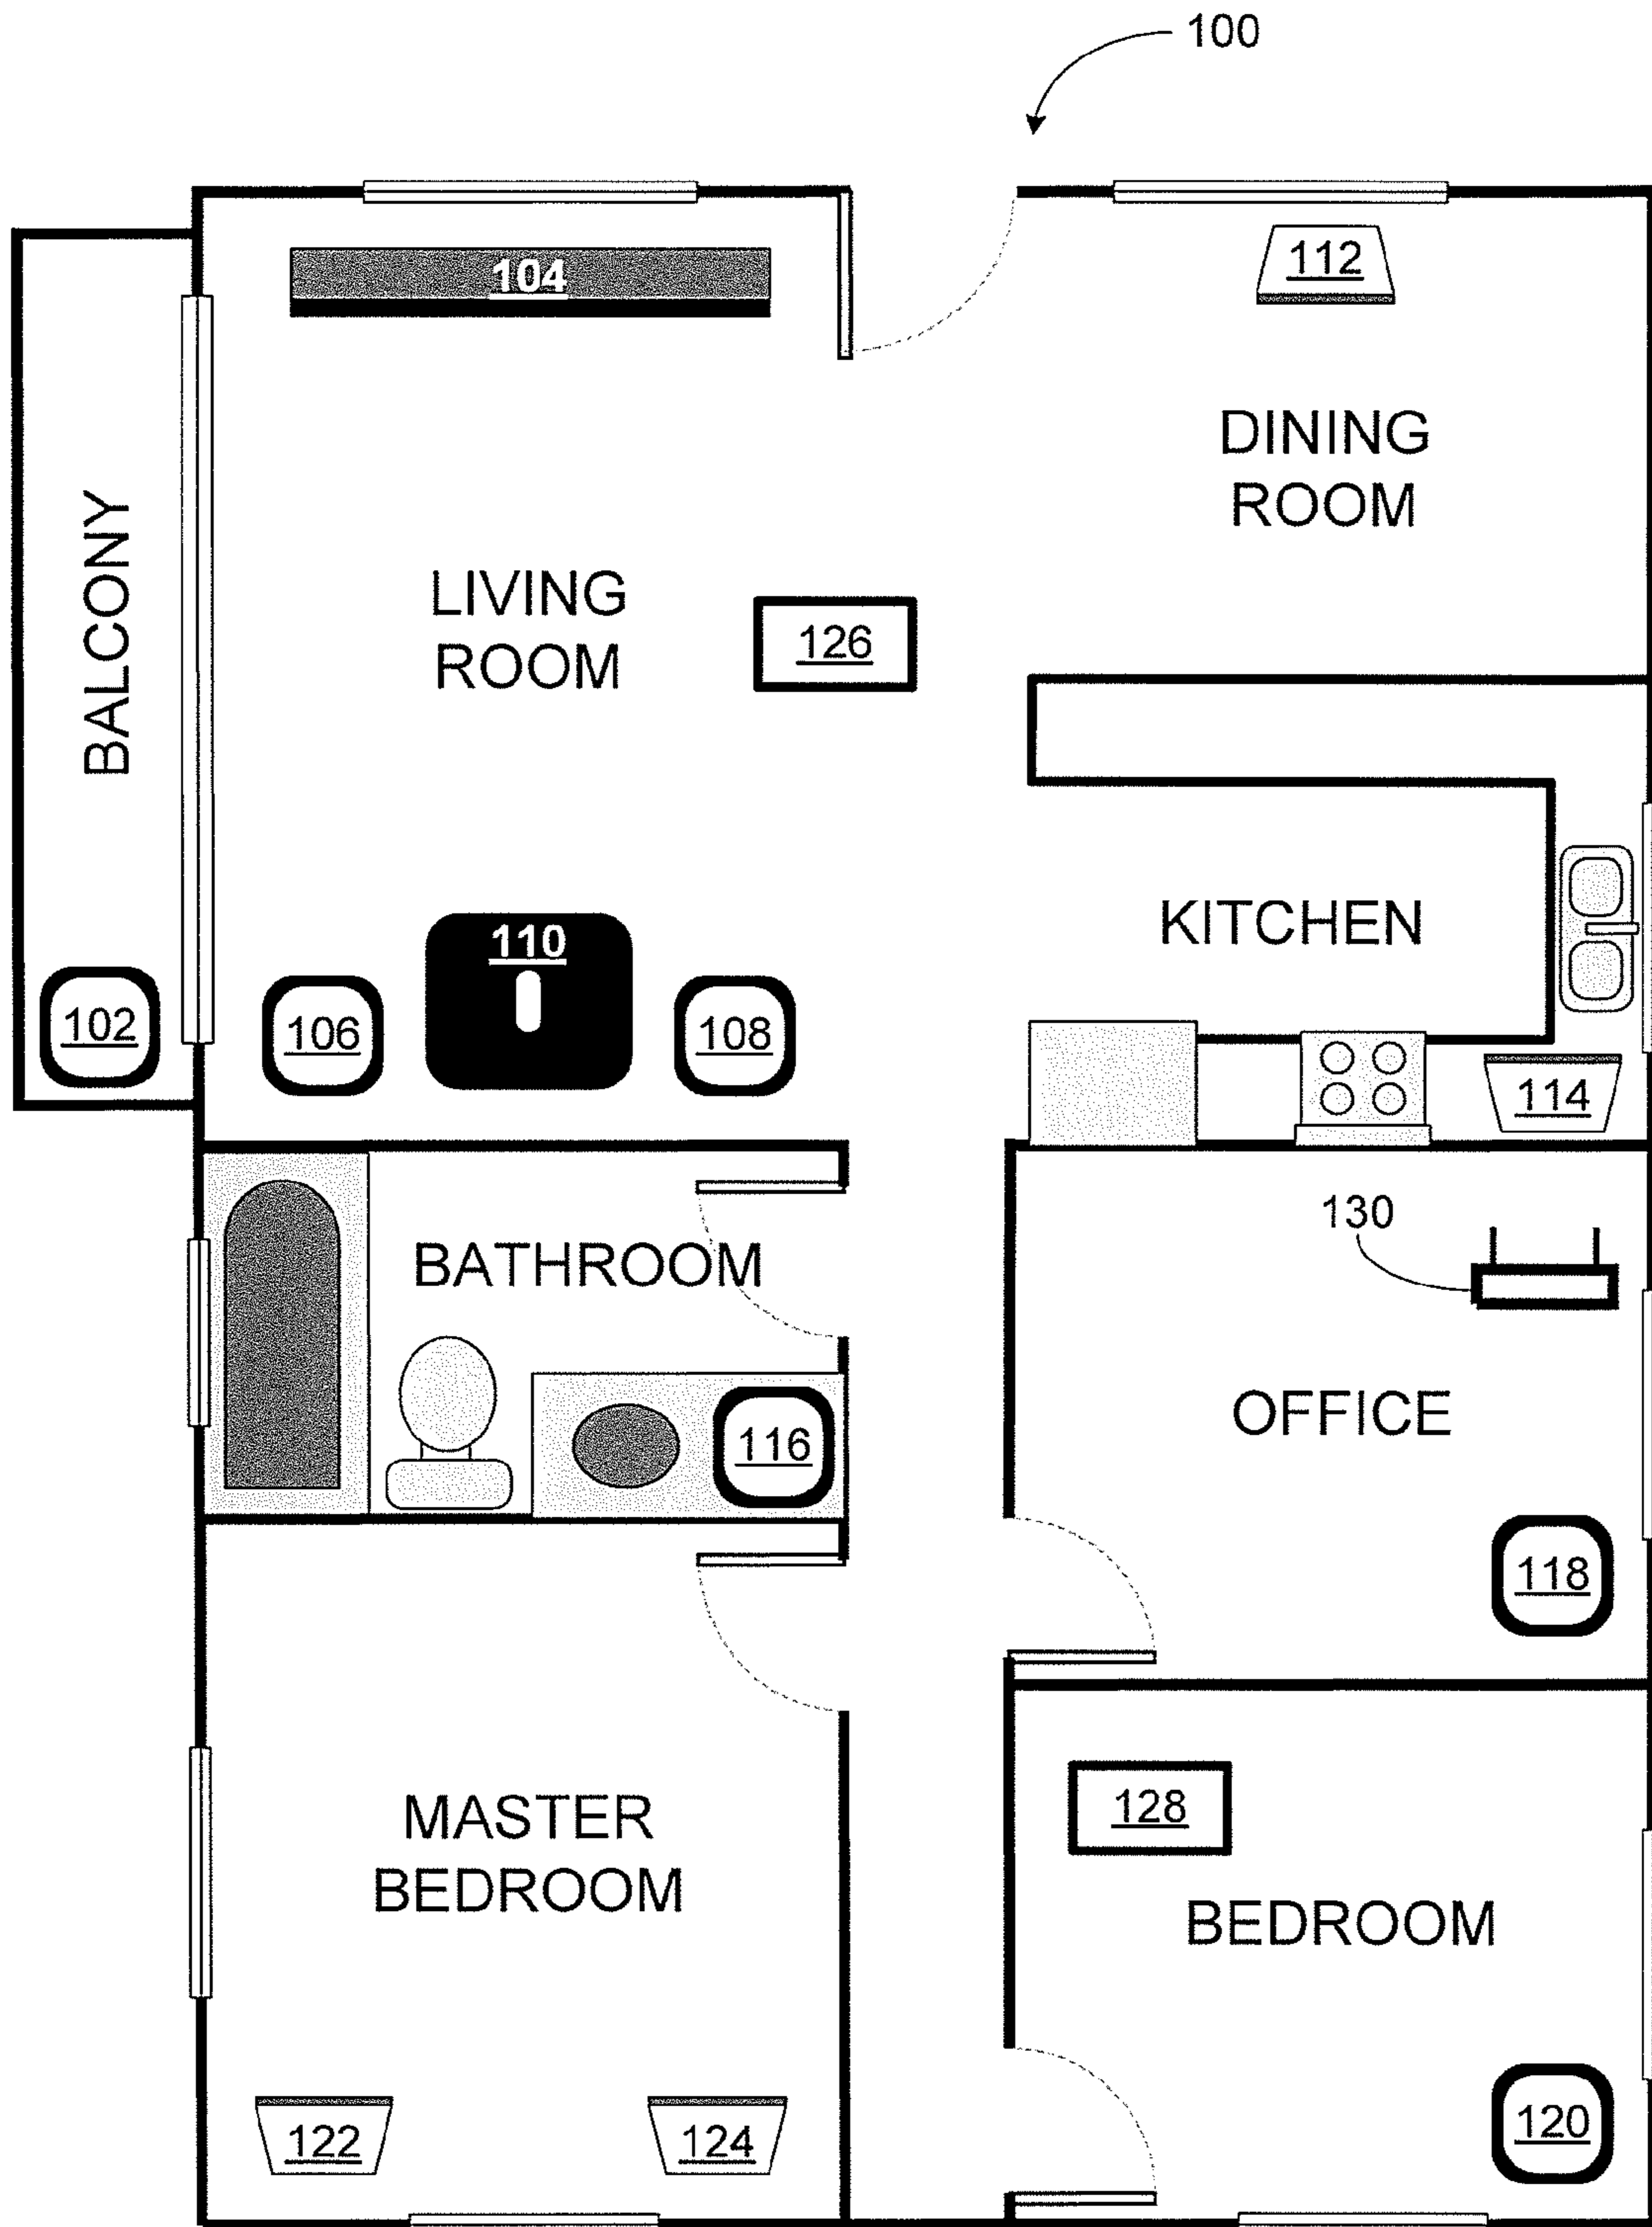 100
104
112
DINING
ROOM
BALCONY
LIVING
ROOM
126
110
KITCHEN
102
106
108
114
130
BATHROOM
OFFICE
116
118
128
MASTER
BEDROOM
BEDROOM
122
124
120